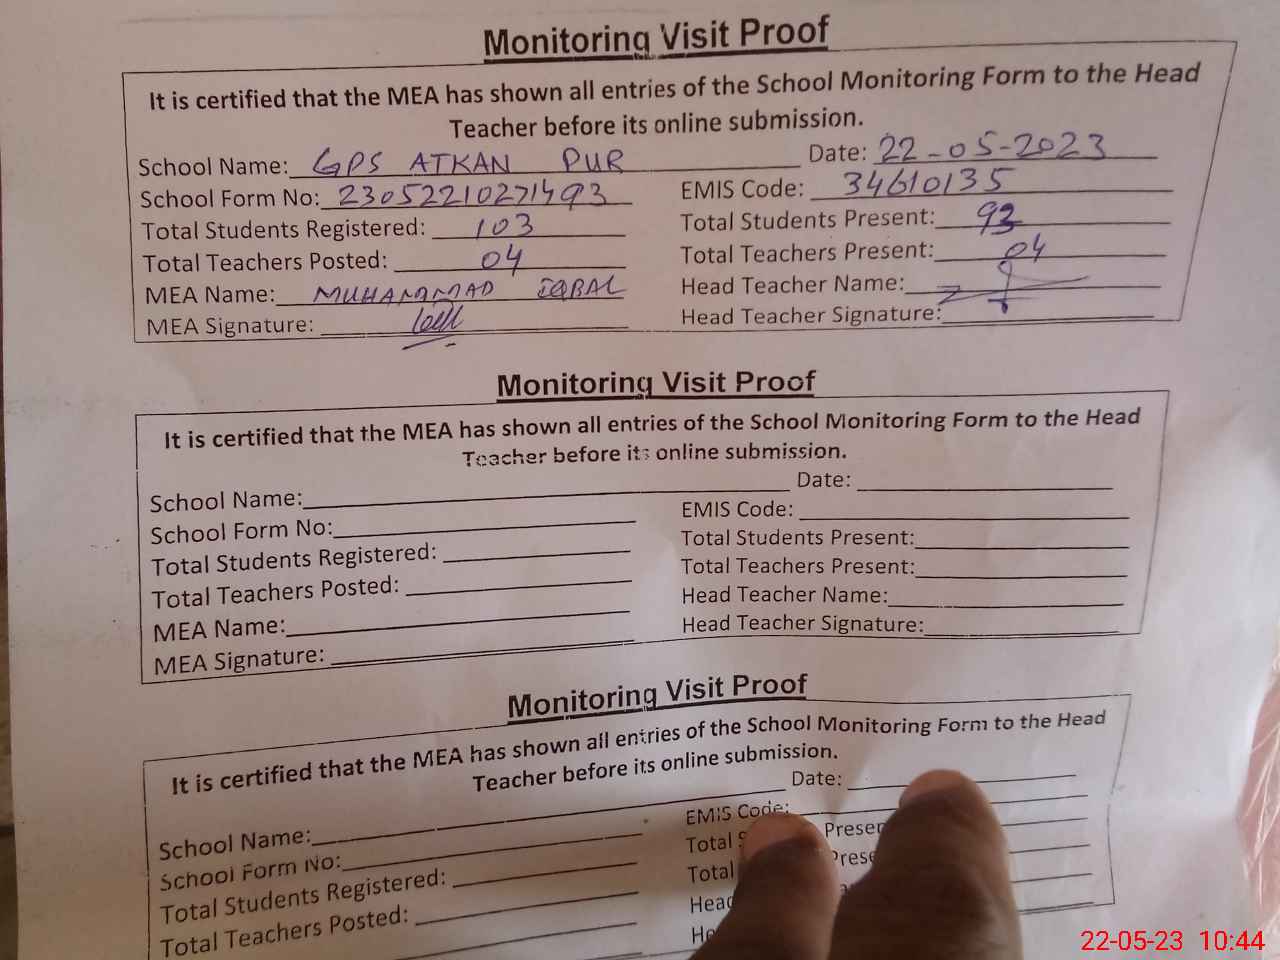 Monitoring Visit Proof
It is certified that the MEA has shown all entries of the School Monitoring Form to the Head
Teacher before its online submission.
School Name: GPS ATKAN PUR Date: 22-05-2023
School Form No: 23052210271493 EMIS Code: 34610135
Total Students Registered: 103 Total Students Present: 93
Total Teachers Posted: 04 Total Teachers Present: 04
MEA Name: MUHAMMAD IQBAL Head Teacher Name:
MEA Signature: Head Teacher Signature:
Monitoring Visit Proof
It is certified that the MEA has shown all entries of the School Monitoring Form to the Head
Teacher before its online submission.
School Name: Date:
School Form No: EMIS Code:
Total Students Registered: Total Students Present:
Total Teachers Posted: Total Teachers Present:
MEA Name: Head Teacher Name:
MEA Signature: Head Teacher Signature:
Monitoring Visit Proof
It is certified that the MEA has shown all entries of the School Monitoring Form to the Head
Teacher before its online submission.
School Name: Date:
School Form No: EMIS Code:
Total Students Registered: Total
Total Teachers Posted: Total
22-05-23 10:44